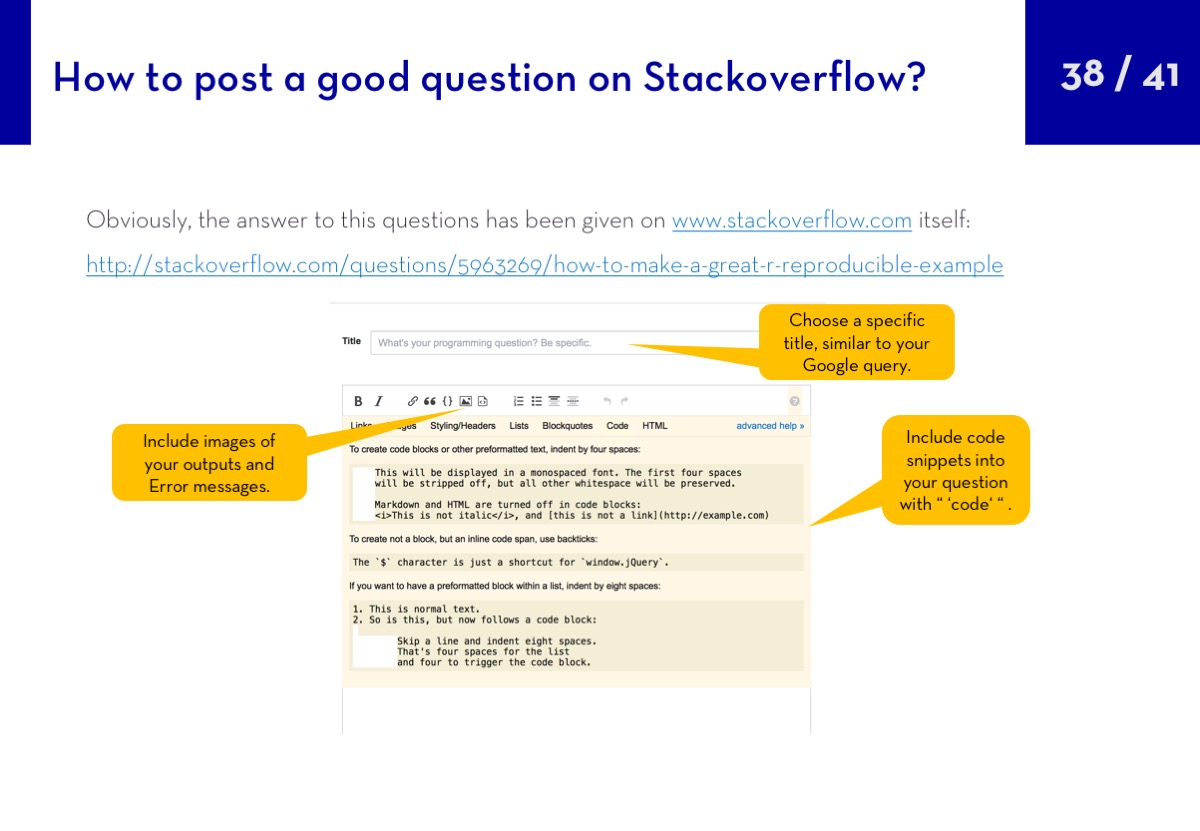 How to post a good question on Stackoverflow?
38 / 41
Obviously, the answer to this questions has been given on www.stackoverflow.com itself:
http://stackoverflow.com/questions/5963269/how-to-make-a-great-r-reproducible-example
Choose a specific
title, similar to your
Google query.
Title
What's your programming question? Be specific.
B I
Styling/Headers Lists Blockquotes Code HTML advanced help »
Include images of
your outputs and
Error messages.
Include code
snippets into
your question
with “ ‘code‘ “ .
To create code blocks or other preformatted text, indent by four spaces:
This will be displayed in a monospaced font. The first four spaces
will be stripped off, but all other whitespace will be preserved.
Markdown and HTML are turned off in code blocks:
<i>This is not italic</i>, and [this is not a link](http://example.com)
To create not a block, but an inline code span, use backticks:
The `$` character is just a shortcut for `window.jQuery`.
If you want to have a preformatted block within a list, indent by eight spaces:
1. This is normal text.
2. So is this, but now follows a code block:
Skip a line and indent eight spaces.
That's four spaces for the list
and four to trigger the code block.